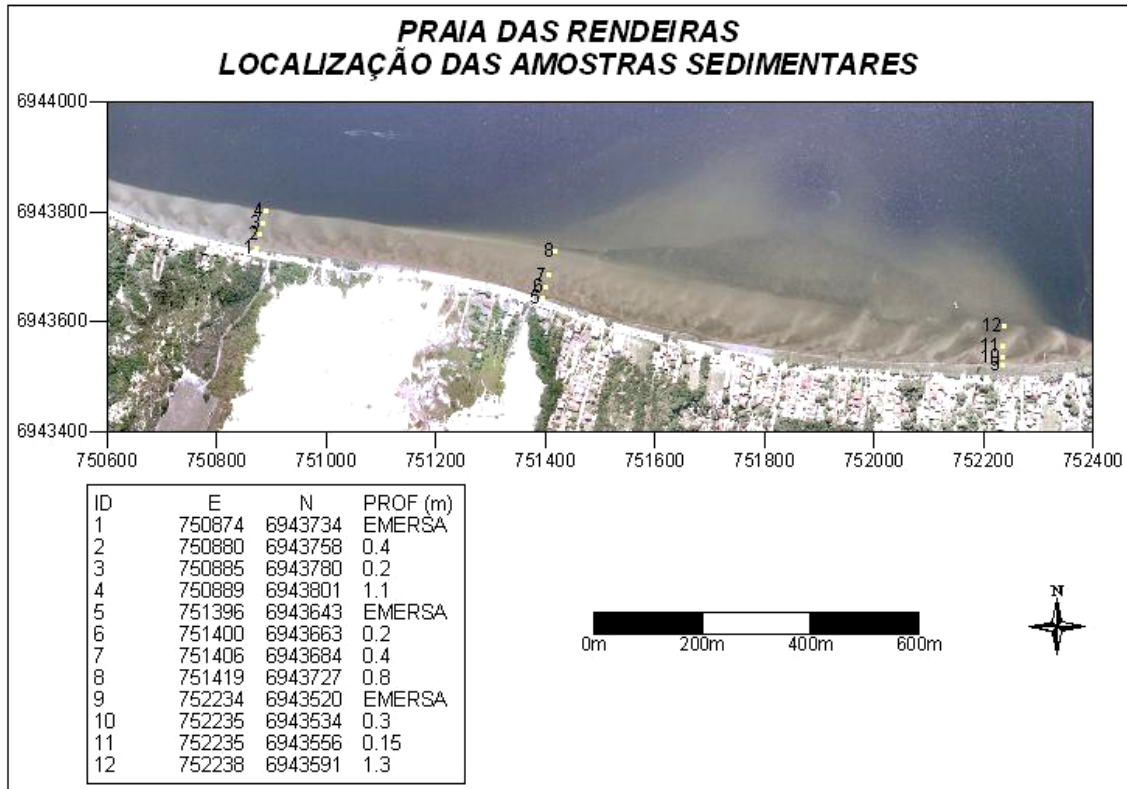 PRAIA DAS RENDEIRAS
LOCALIZAÇÃO DAS AMOSTRAS SEDIMENTARES
6944000
6943800
6943600
6943400
4
3
2
1
8
7
6
5
12
11
10
9
750600 750800 751000 751200 751400 751600 751800 752000 752200 752400
ID E N PROF (m)
1 750874 6943734 EMERSA
2 750880 6943758 0.4
3 750885 6943780 0.2
4 750889 6943801 1.1
5 751396 6943643 EMERSA
6 751400 6943663 0.2
7 751406 6943684 0.4
8 751419 6943727 0.8
9 752234 6943520 EMERSA
10 752235 6943534 0.3
11 752235 6943556 0.15
12 752238 6943591 1.3
0m 200m 400m 600m
N